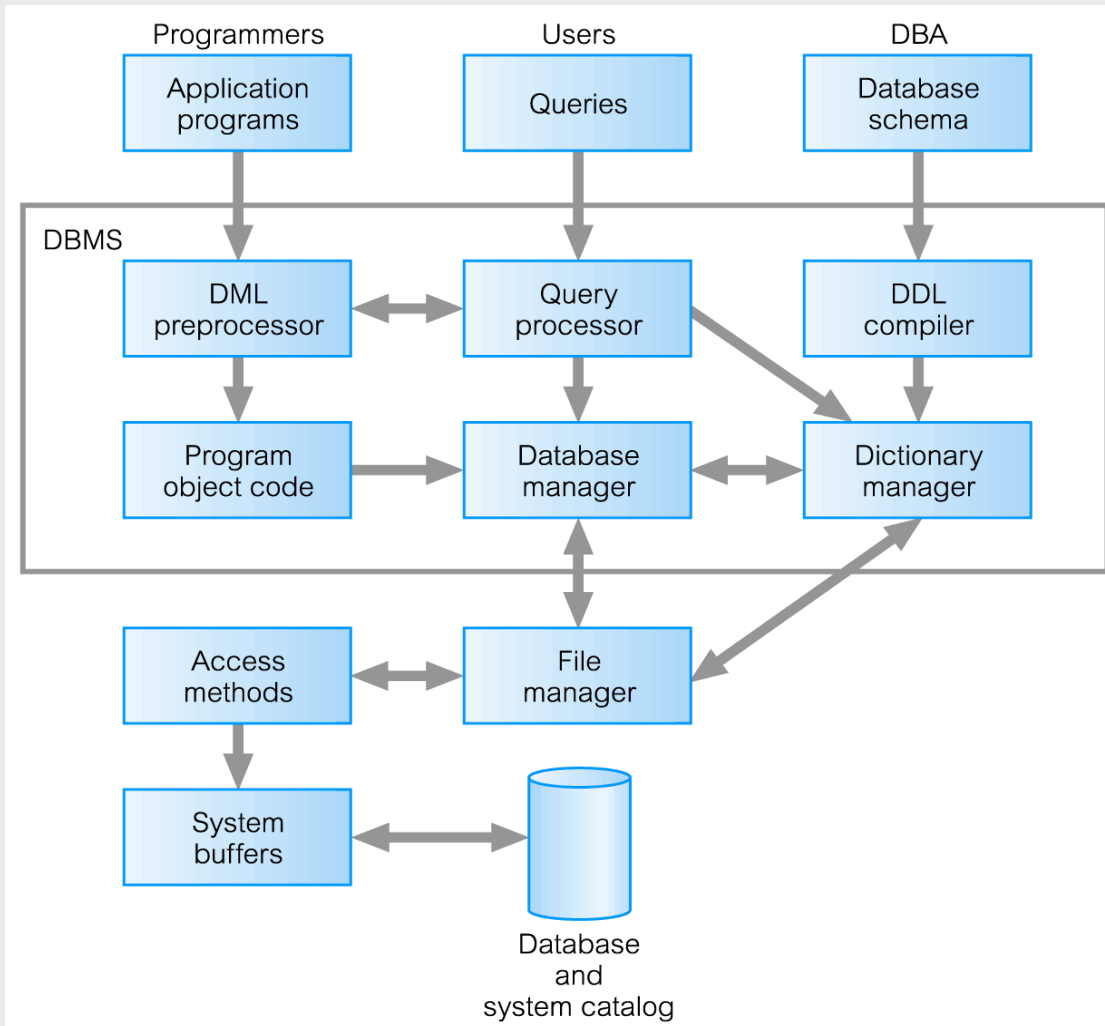 Programmers
Users
DBA
Application
programs
Queries
Database
schema
DBMS
DML
preprocessor
Query
processor
DDL
compiler
Program
object code
Database
manager
Dictionary
manager
Access
methods
File
manager
System
buffers
Database
and
system catalog